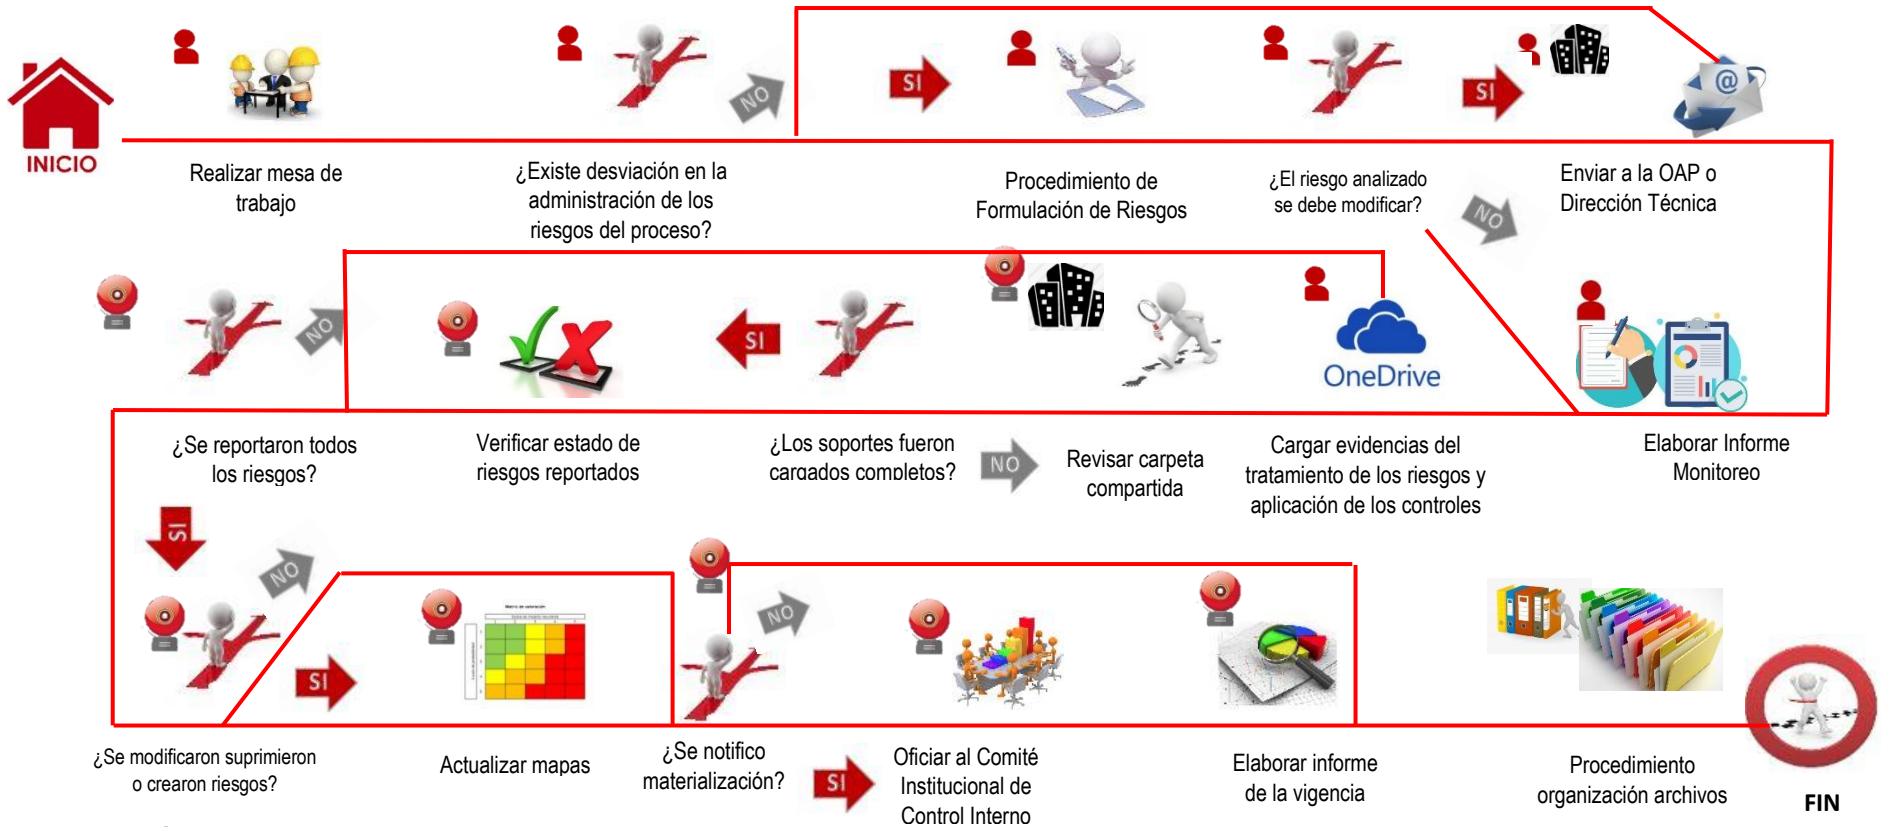 NO
SI
SI
@
INICIO
Realizar mesa de
trabajo
¿Existe desviación en la
administración de los
riesgos del proceso?
Procedimiento de
Formulación de Riesgos
¿El riesgo analizado
se debe modificar?
NO
Enviar a la OAP o
Dirección Técnica
NO
SI
OneDrive
¿Se reportaron todos
los riesgos?
Verificar estado de
riesgos reportados
¿Los soportes fueron
cargados completos?
NO
Revisar carpeta
compartida
Cargar evidencias del
tratamiento de los riesgos y
aplicación de los controles
Elaborar Informe
Monitoreo
SI
NO
SI
NO
¿Se modificaron suprimieron
o crearon riesgos?
Actualizar mapas
¿Se notifico
materialización?
SI
Oficiar al Comité
Institucional de
Control Interno
Elaborar informe
de la vigencia
Procedimiento
organización archivos
FIN